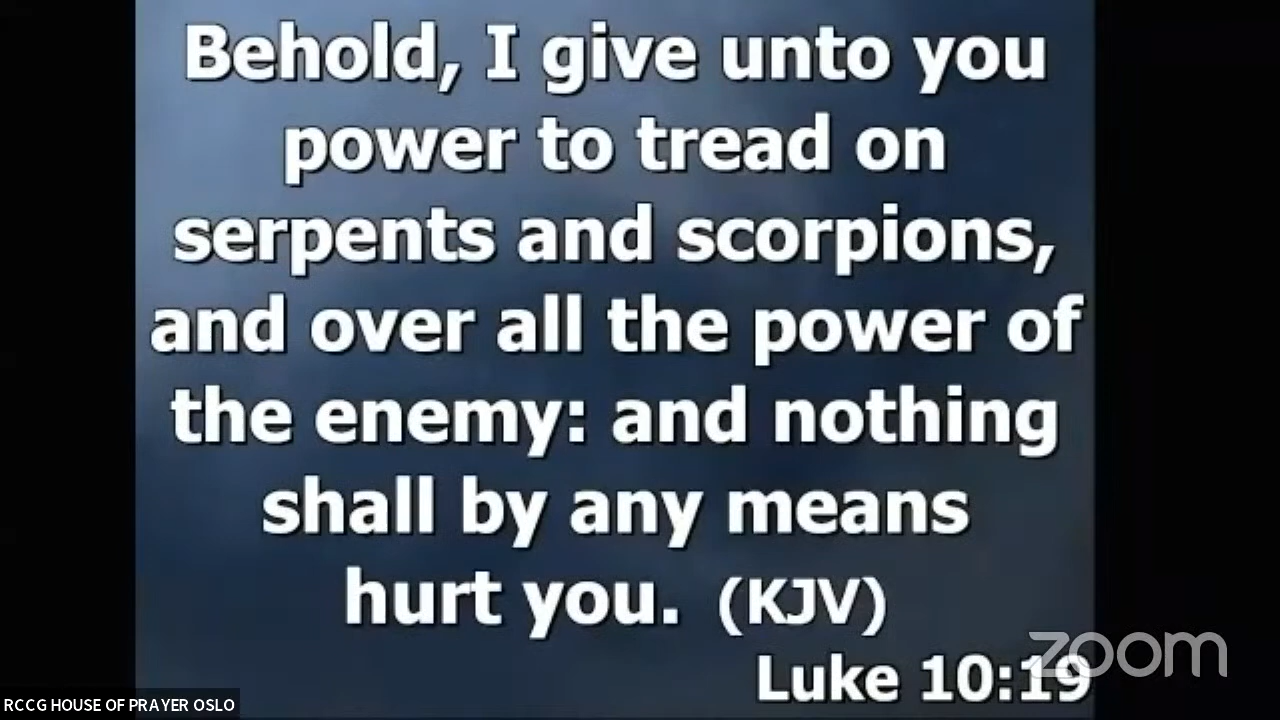 Behold, I give unto you
power to tread on
serpents and scorpions,
and over all the power of
the enemy: and nothing
shall by any means
hurt you. (KJV)
Luke 10:19
zoom
RCCG HOUSE OF PRAYER OSLO